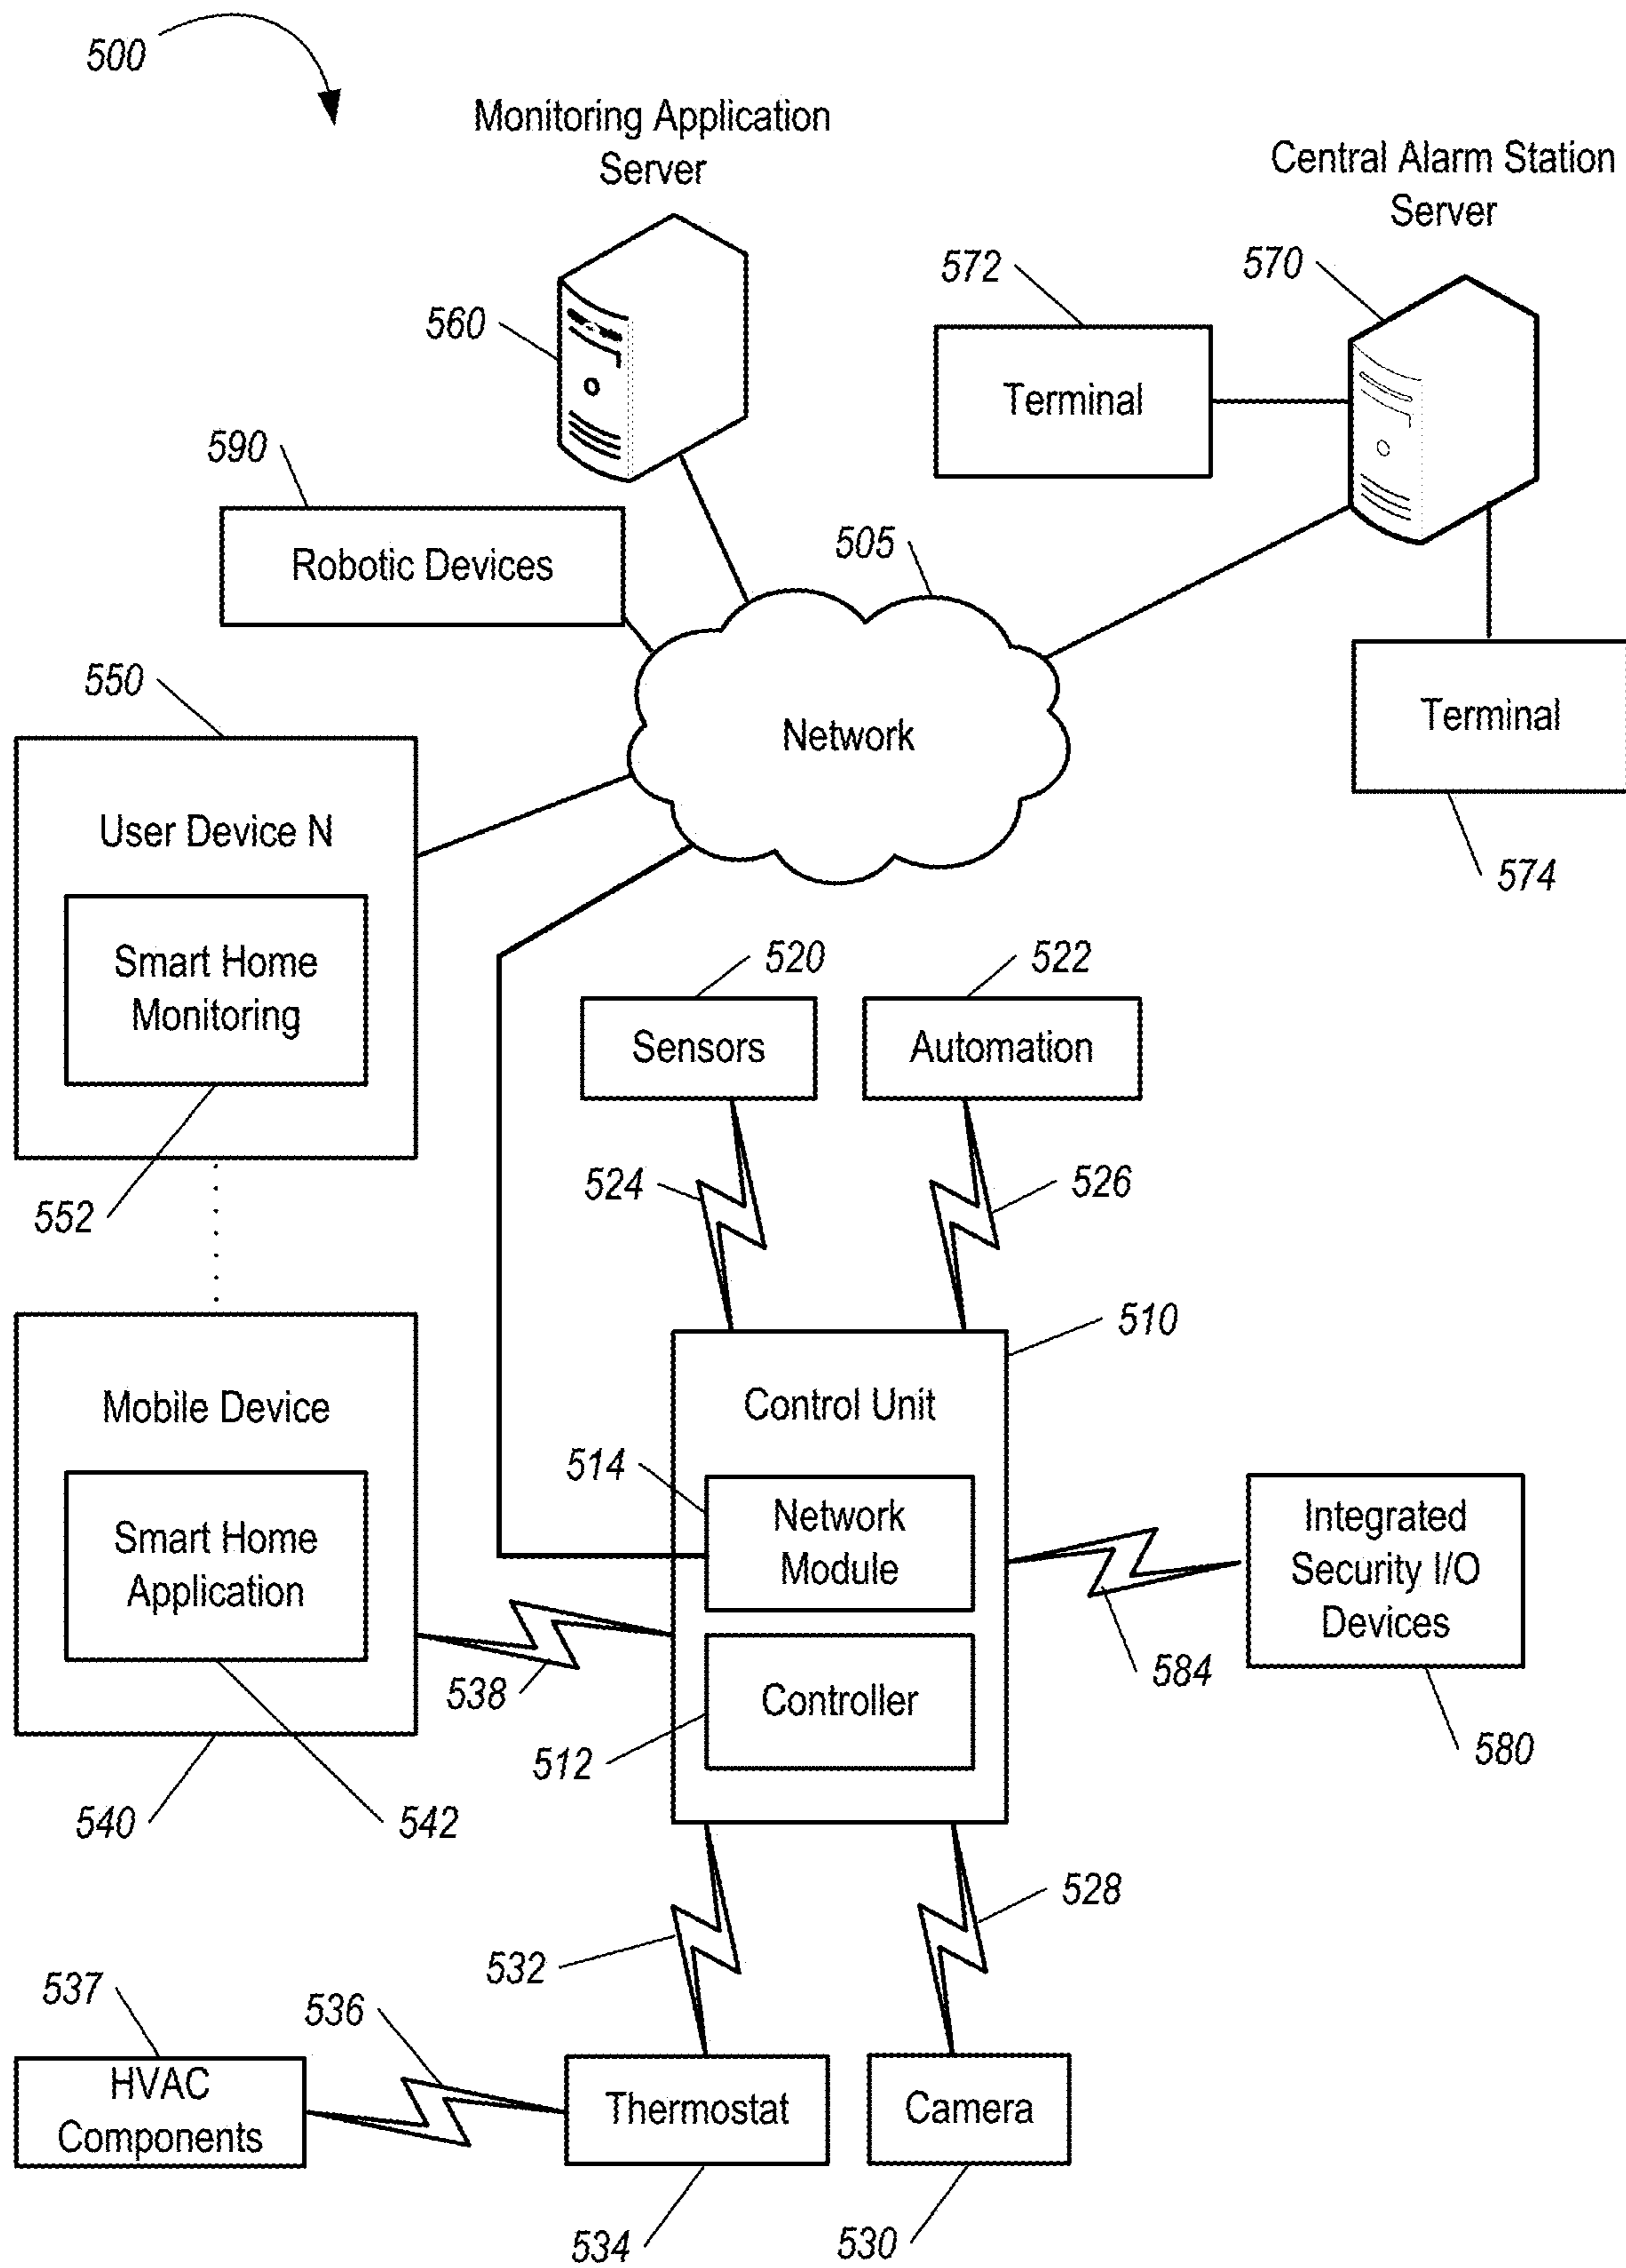 500
Monitoring Application
Server
Central Alarm Station
Server
572
570
560
Terminal
590
Robotic Devices
505
550
Network
Terminal
User Device N
574
Smart Home
Monitoring
520
522
Sensors
Automation
524
526
552
510
Mobile Device
Control Unit
514
Network
Module
Integrated
Security I/O
Devices
Smart Home
Application
584
538
Controller
512
580
540
542
528
532
537
536
HVAC
Components
Thermostat
Camera
534
530